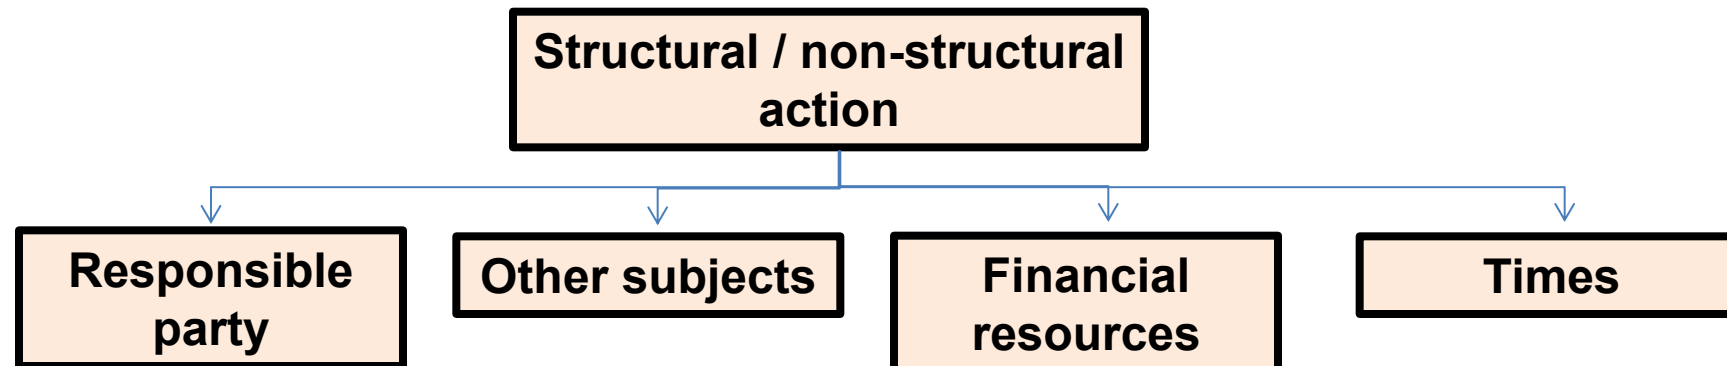 Structural / non-structural
action
Responsible
party
Other subjects
Financial
resources
Times